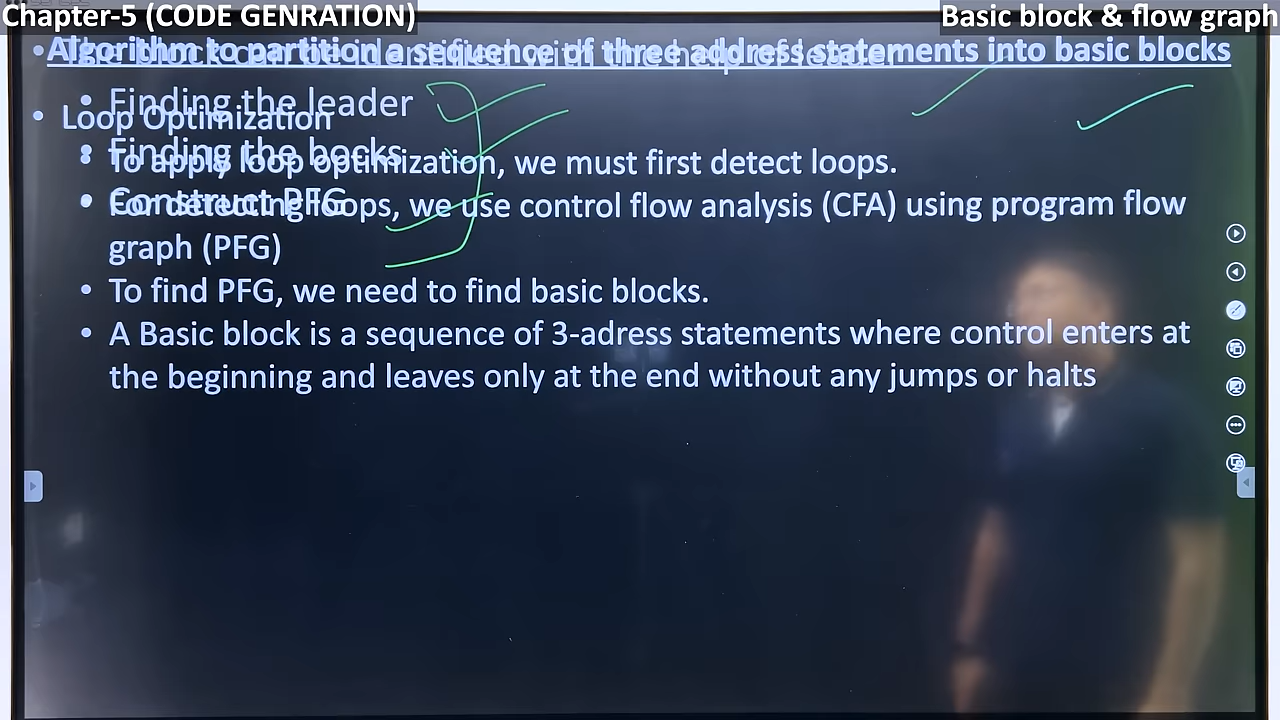 Chapter-5 (CODE GENRATION)
Basic block & flow graph
Algorithm to partition a sequence of three address statements into basic blocks
• Finding the leader
• Loop Optimization
• Finding the bocks
• To apply loop optimization, we must first detect loops.
• Construct PFG
• For detecting loops, we use control flow analysis (CFA) using program flow
graph (PFG)
• To find PFG, we need to find basic blocks.
• A Basic block is a sequence of 3-adress statements where control enters at
the beginning and leaves only at the end without any jumps or halts